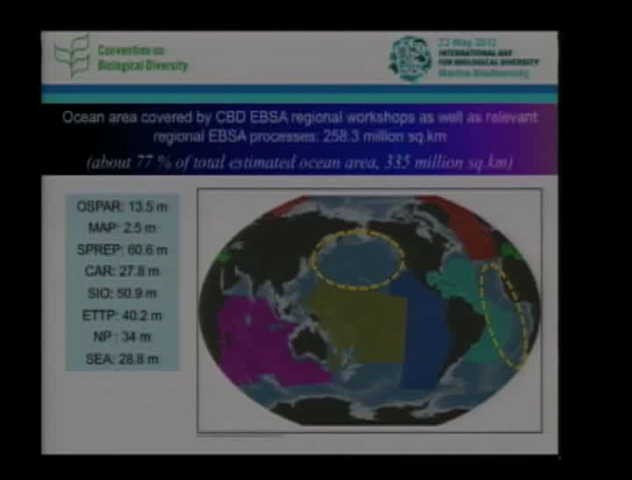 Convention on
Biological Diversity
22 May 2012
INTERNATIONAL DAY
FOR BIOLOGICAL DIVERSITY
Marine Biodiversity
Ocean area covered by CBD EBSA regional workshops as well as relevant
regional EBSA processes: 258.3 million sq.km
(about 77 % of total estimated ocean area, 335 million sq.km)
OSPAR: 13.5 m
MAP: 2.5 m
SPREP: 60.6 m
CAR: 27.8 m
SIO: 50.9 m
ETTP: 40.2 m
NP : 34 m
SEA: 28.8 m